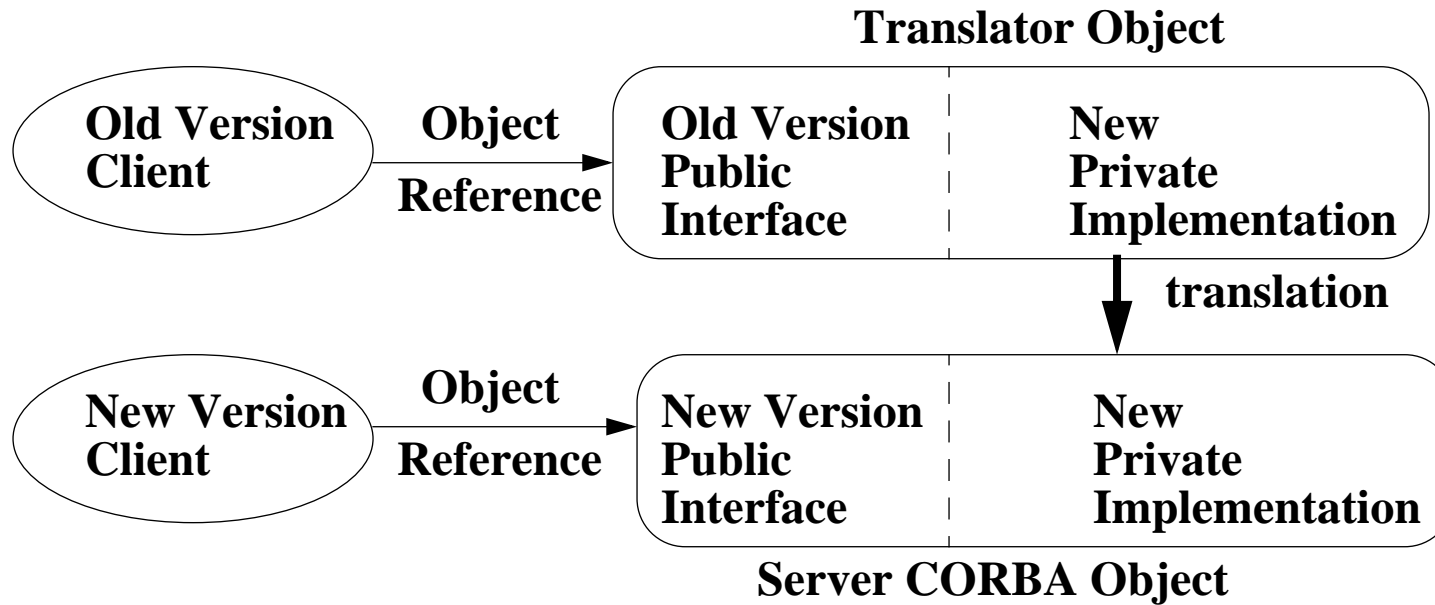 Translator Object
Old Version
Client
Object
Reference
Old Version
Public
Interface
New
Private
Implementation
translation
New Version
Client
Object
Reference
New Version
Public
Interface
New
Private
Implementation
Server CORBA Object